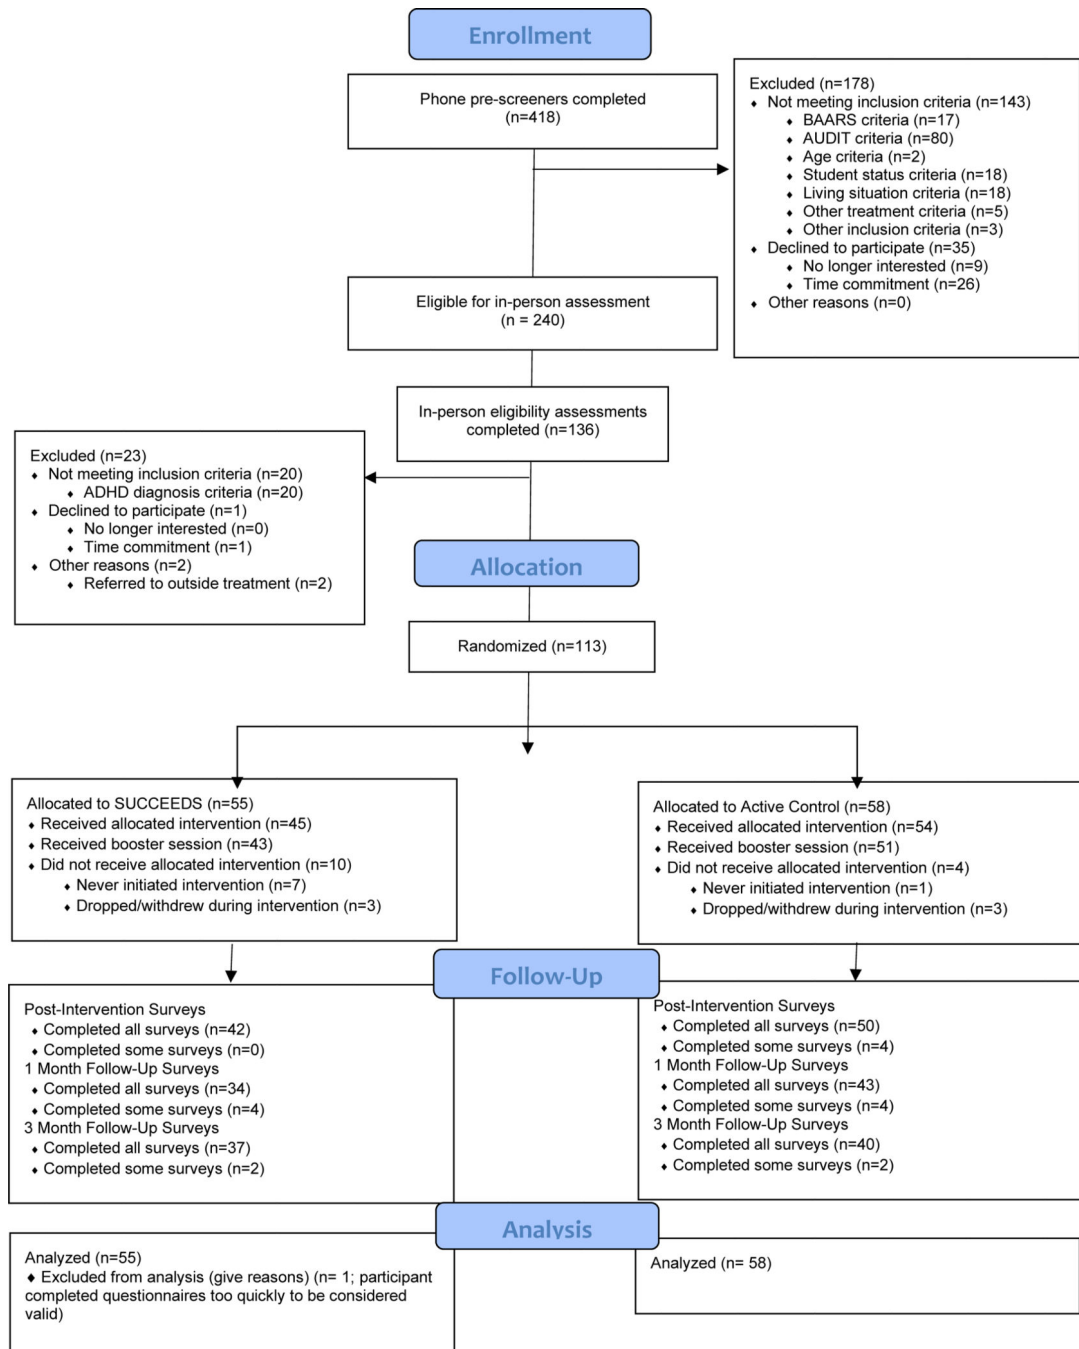 Enrollment
Phone pre-screeners completed
(n=418)
Excluded (n=178)
♦ Not meeting inclusion criteria (n=143)
♦ BAARS criteria (n=17)
♦ AUDIT criteria (n=80)
♦ Age criteria (n=2)
♦ Student status criteria (n=18)
♦ Living situation criteria (n=18)
♦ Other treatment criteria (n=5)
♦ Other inclusion criteria (n=3)
♦ Declined to participate (n=35)
♦ No longer interested (n=9)
♦ Time commitment (n=26)
♦ Other reasons (n=0)
Eligible for in-person assessment
(n = 240)
In-person eligibility assessments
completed (n=136)
Excluded (n=23)
♦ Not meeting inclusion criteria (n=20)
♦ ADHD diagnosis criteria (n=20)
♦ Declined to participate (n=1)
♦ No longer interested (n=0)
♦ Time commitment (n=1)
♦ Other reasons (n=2)
♦ Referred to outside treatment (n=2)
Allocation
Randomized (n=113)
Allocated to SUCCEEDS (n=55)
♦ Received allocated intervention (n=45)
♦ Received booster session (n=43)
♦ Did not receive allocated intervention (n=10)
♦ Never initiated intervention (n=7)
♦ Dropped/withdrew during intervention (n=3)
Allocated to Active Control (n=58)
♦ Received allocated intervention (n=54)
♦ Received booster session (n=51)
♦ Did not receive allocated intervention (n=4)
♦ Never initiated intervention (n=1)
♦ Dropped/withdrew during intervention (n=3)
Follow-Up
Post-Intervention Surveys
♦ Completed all surveys (n=42)
♦ Completed some surveys (n=0)
1 Month Follow-Up Surveys
♦ Completed all surveys (n=34)
♦ Completed some surveys (n=4)
3 Month Follow-Up Surveys
♦ Completed all surveys (n=37)
♦ Completed some surveys (n=2)
Post-Intervention Surveys
♦ Completed all surveys (n=50)
♦ Completed some surveys (n=4)
1 Month Follow-Up Surveys
♦ Completed all surveys (n=43)
♦ Completed some surveys (n=4)
3 Month Follow-Up Surveys
♦ Completed all surveys (n=40)
♦ Completed some surveys (n=2)
Analysis
Analyzed (n=55)
♦ Excluded from analysis (give reasons) (n= 1; participant
completed questionnaires too quickly to be considered
valid)
Analyzed (n= 58)